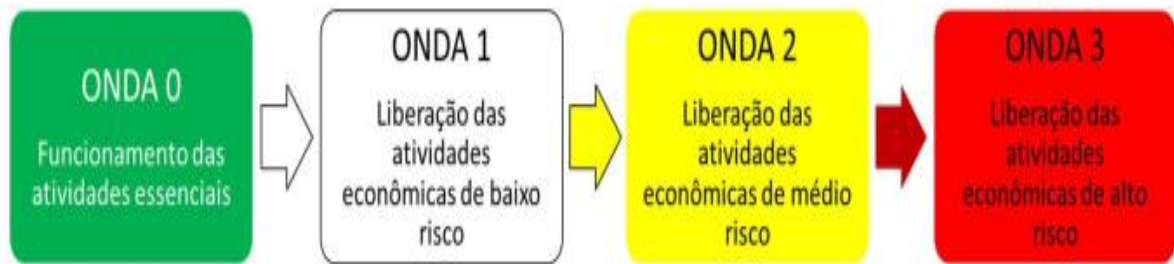 ONDA 0
Funcionamento das
atividades essenciais
ONDA 1
Liberação das
atividades
econômicas de baixo
risco
ONDA 2
Liberação das
atividades
econômicas de médio
risco
ONDA 3
Liberação das
atividades
econômicas de alto
risco